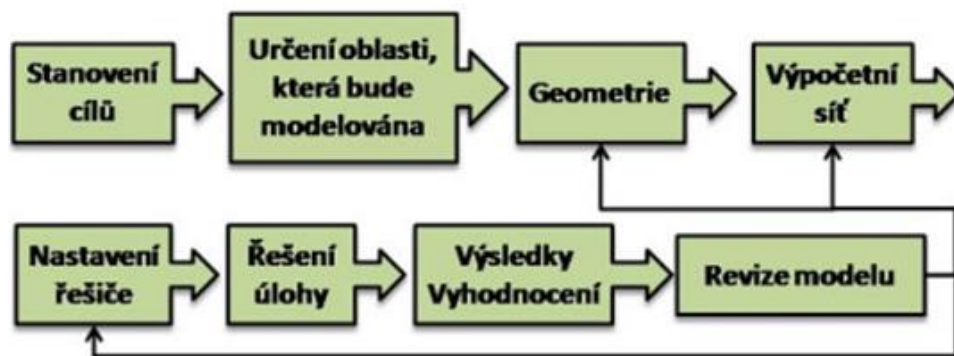 Stanovení
cílů
Určení oblasti,
která bude
modelována
Geometrie
Výpočetní
síť
Nastavení
řešiče
Řešení
úlohy
Výsledky
Vyhodnocení
Revize modelu